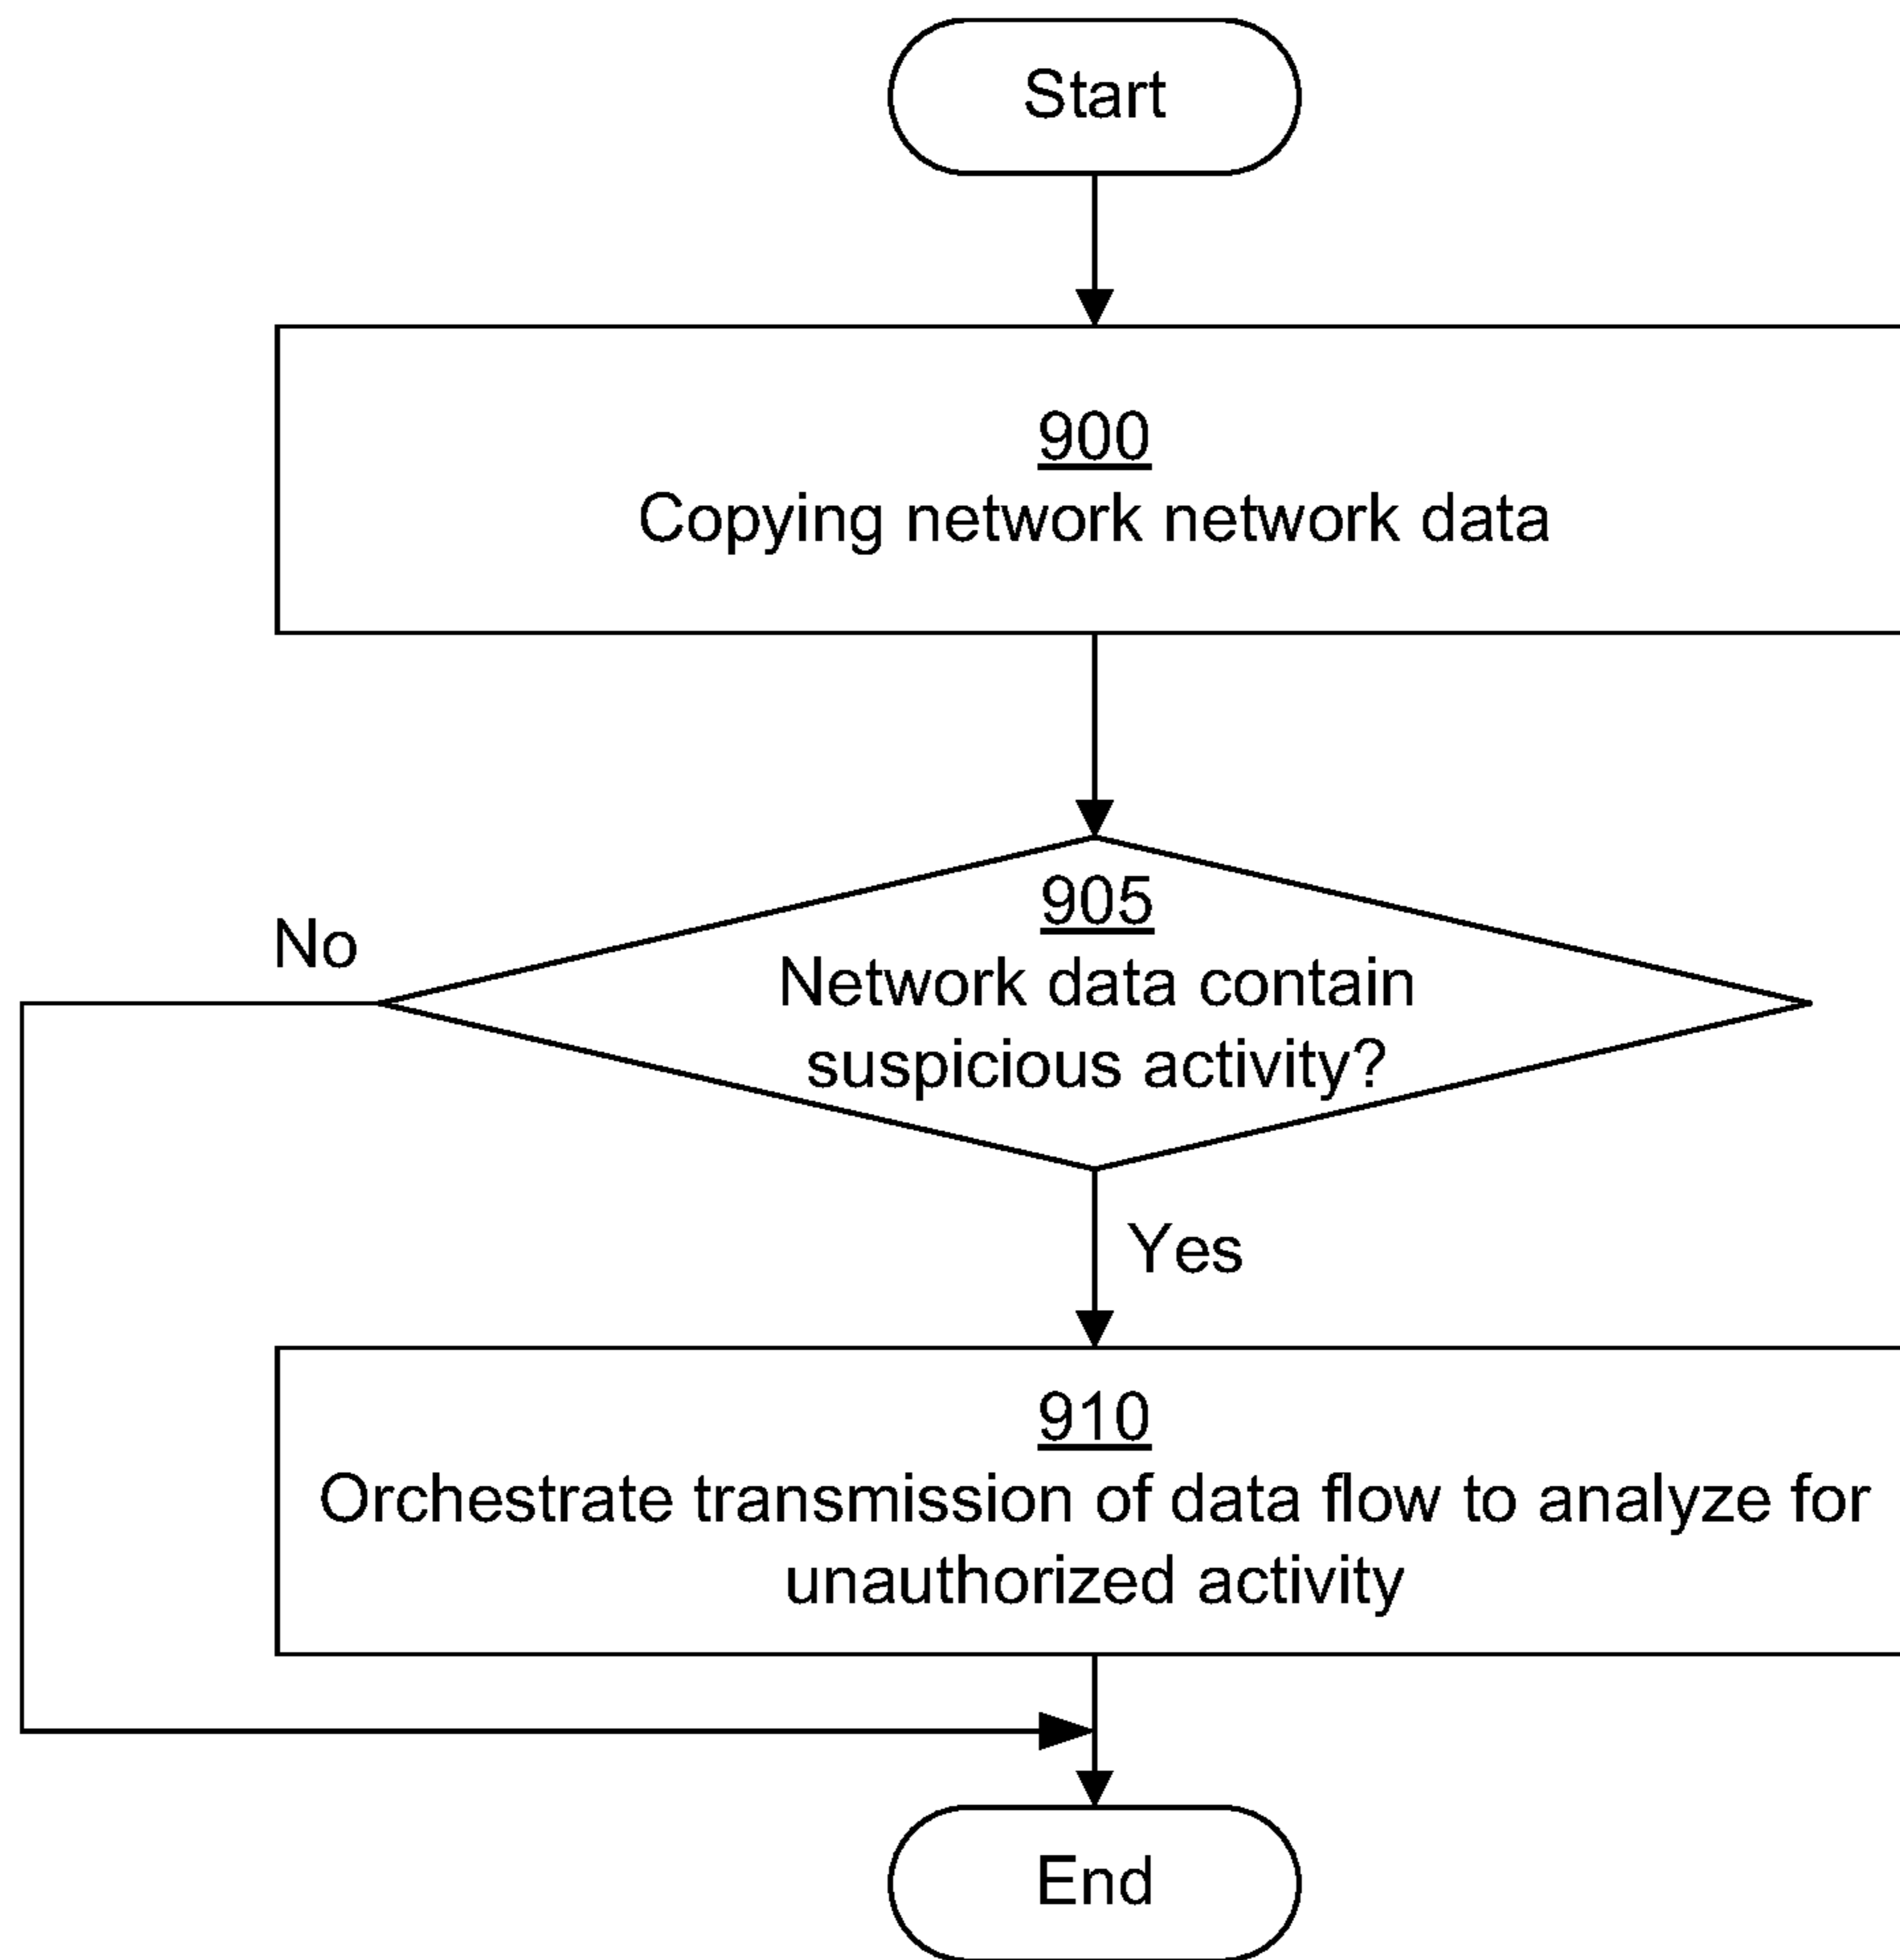 Start
900
Copying network network data
905
Network data contain
suspicious activity?
No
Yes
910
Orchestrate transmission of data flow to analyze for
unauthorized activity
End